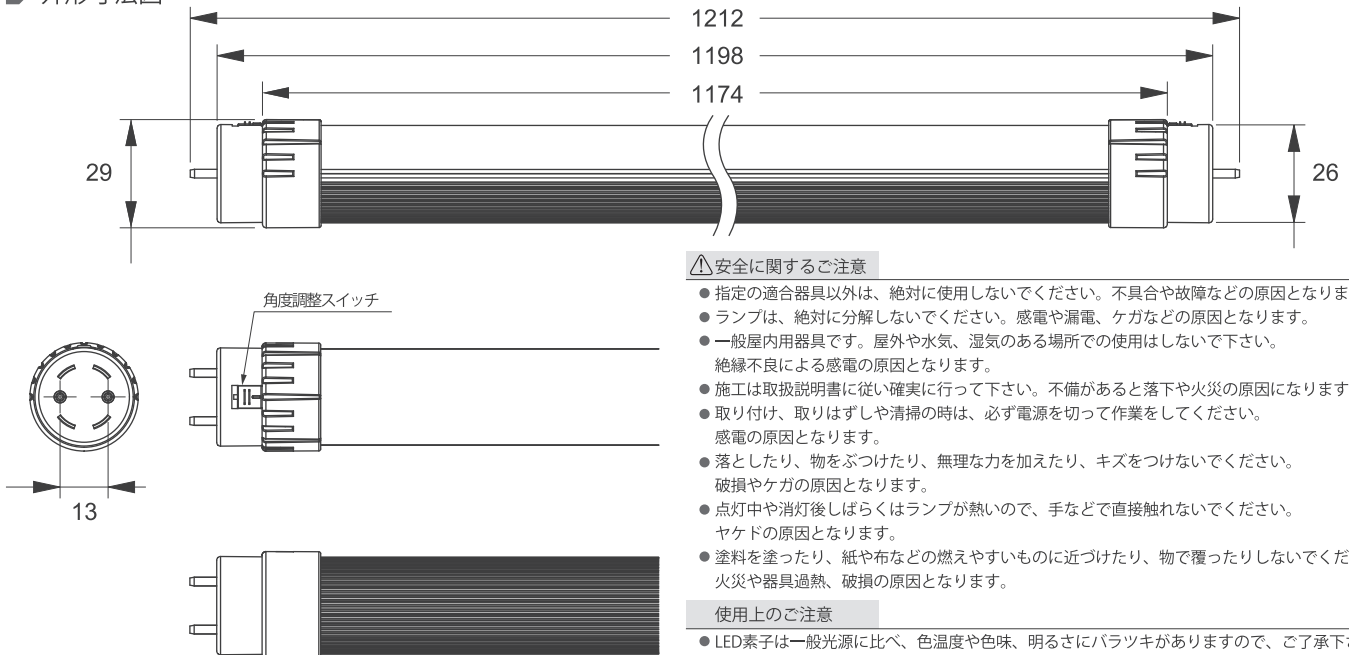 1212
1198
1174
29
26
角度調整スイッチ
13
安全に関するご注意
● 指定の適合器具以外は、絶対に使用しないでください。不具合や故障などの原因となりま
● ランプは、絶対に分解しないでください。感電や漏電、ケガなどの原因となります。
● 一般屋内用器具です。屋外や水気、湿気のある場所での使用はしないで下さい。
絶縁不良による感電の原因となります。
● 施工は取扱説明書に従い確実に行って下さい。不備があると落下や火災の原因になります
● 取り付け、取りはずしや清掃の時は、必ず電源を切って作業をしてください。
感電の原因となります。
● 落としたり、物をぶつけたり、無理な力を加えたり、キズをつけないでください。
破損やケガの原因となります。
● 点灯中や消灯後しばらくはランプが熱いので、手などで直接触れないでください。
ヤケドの原因となります。
● 塗料を塗ったり、紙や布などの燃えやすいものに近づけたり、物で覆ったりしないでくだ
火災や器具過熱、破損の原因となります。
使用上のご注意
● LED素子は一般光源に比べ、色温度や色味、明るさにバラツキがありますので、ご了承下